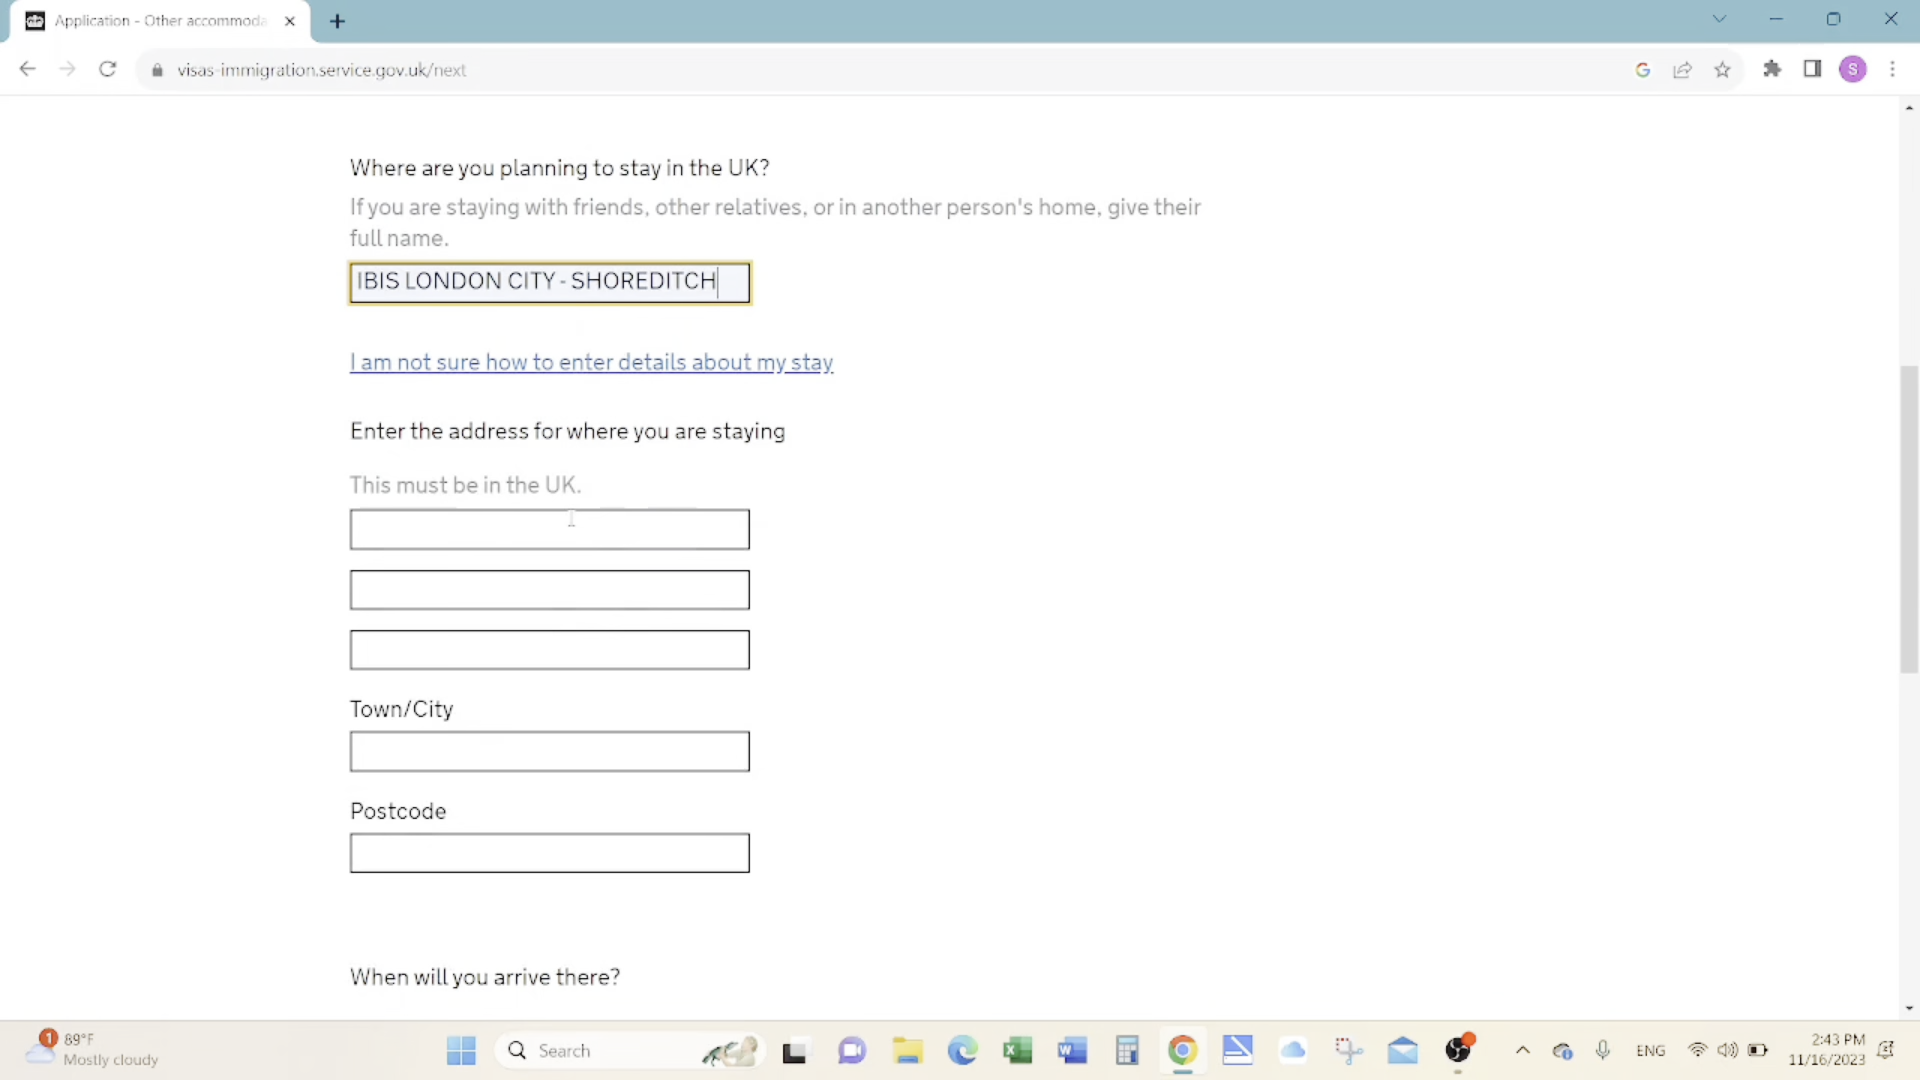 Application - Other accommoda
visas-immigration.service.gov.uk/next
S
Where are you planning to stay in the UK?
If you are staying with friends, other relatives, or in another person's home, give their
full name.
IBIS LONDON CITY - SHOREDITCH
I am not sure how to enter details about my stay
Enter the address for where you are staying
This must be in the UK.
Town/City
Postcode
When will you arrive there?
1
89°F
Mostly cloudy
Search
ENG
2:43 PM
11/16/2023